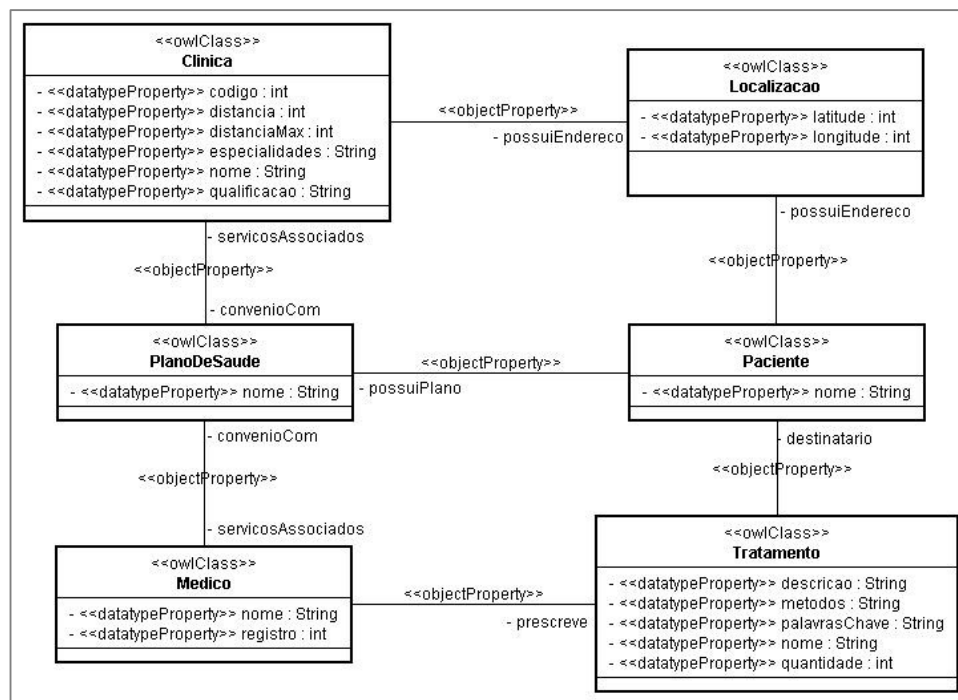 <<owlClass>>
Clinica
- <<datatypeProperty>> codigo : int
- <<datatypeProperty>> distancia : int
- <<datatypeProperty>> distanciaMax : int
- <<datatypeProperty>> especialidades : String
- <<datatypeProperty>> nome : String
- <<datatypeProperty>> qualificacao : String
<<objectProperty>>
- possuiEndereco
<<owlClass>>
Localizacao
- <<datatypeProperty>> latitude : int
- <<datatypeProperty>> longitude : int
- servicosAssociados
<<objectProperty>>
- convenioCom
- possuiEndereco
<<objectProperty>>
<<owlClass>>
PlanoDeSaude
- <<datatypeProperty>> nome : String
<<objectProperty>>
- possuiPlano
<<owlClass>>
Paciente
- <<datatypeProperty>> nome : String
- convenioCom
<<objectProperty>>
- servicosAssociados
- destinatario
<<objectProperty>>
<<owlClass>>
Medico
- <<datatypeProperty>> nome : String
- <<datatypeProperty>> registro : int
<<objectProperty>>
- prescreve
<<owlClass>>
Tratamento
- <<datatypeProperty>> descricao : String
- <<datatypeProperty>> metodos : String
- <<datatypeProperty>> palavrasChave : String
- <<datatypeProperty>> nome : String
- <<datatypeProperty>> quantidade : int